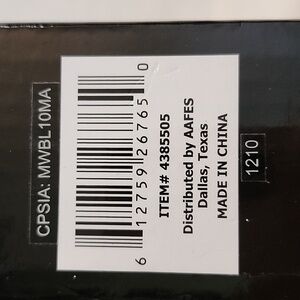 CPSIA: MWBL10MA
6 12759 26765 0
ITEM# 4385505
Distributed by AAFES
Dallas, Texas
MADE IN CHINA
1210